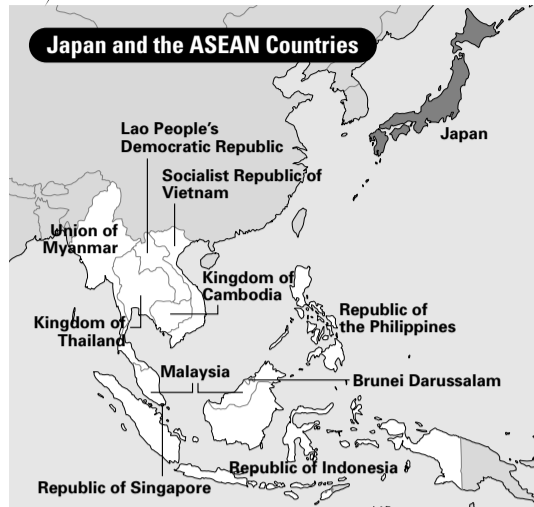 Japan and the ASEAN Countries
Lao People's
Democratic Republic
Japan
Socialist Republic of
Vietnam
Union of
Myanmar
Kingdom of
Cambodia
Kingdom of
Thailand
Republic of
the Philippines
Malaysia
Brunei Darussalam
Republic of Indonesia
Republic of Singapore